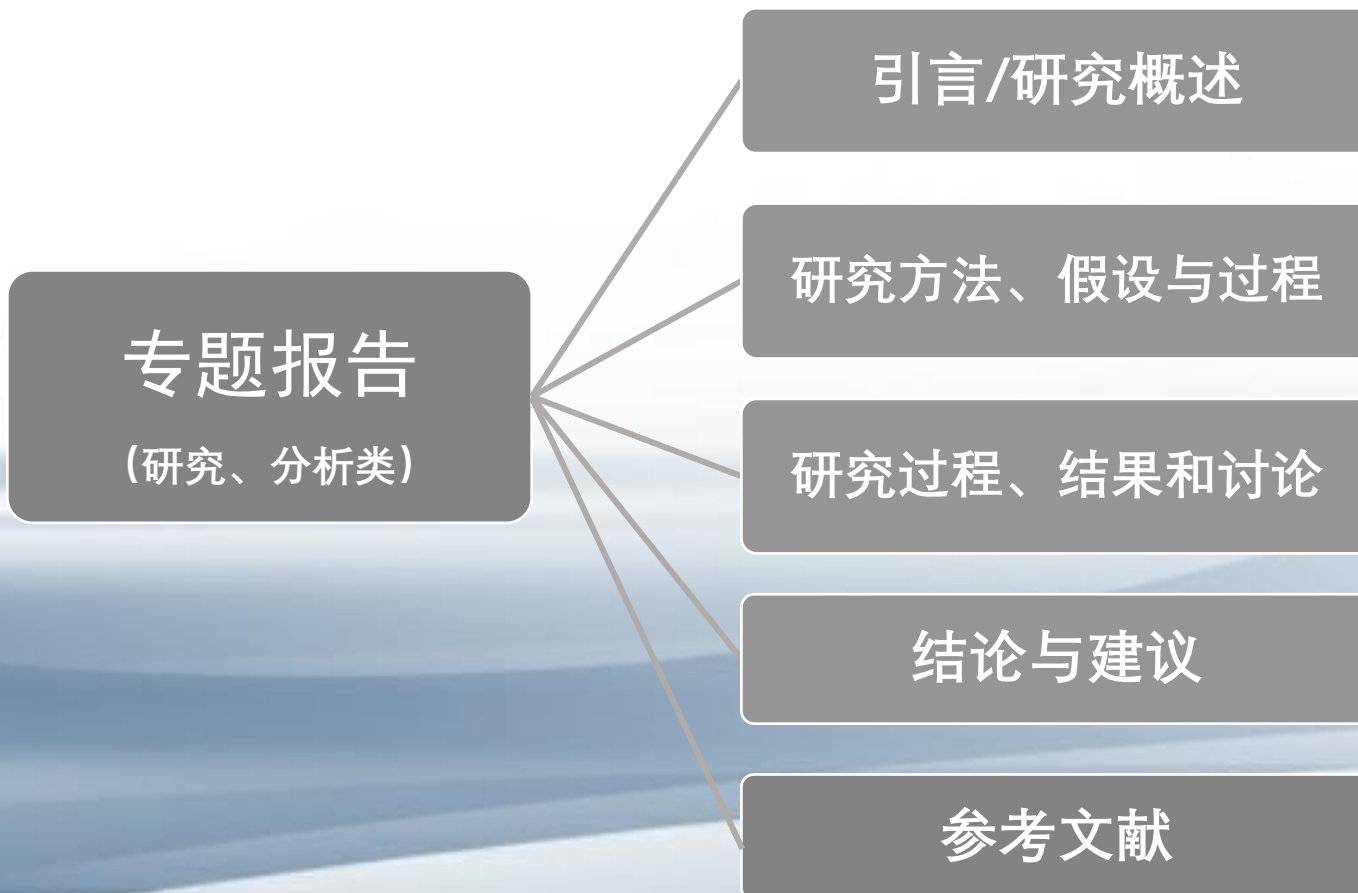 专题报告
(研究、分析类)
引言/研究概述
研究方法、假设与过程
研究过程、结果和讨论
结论与建议
参考文献